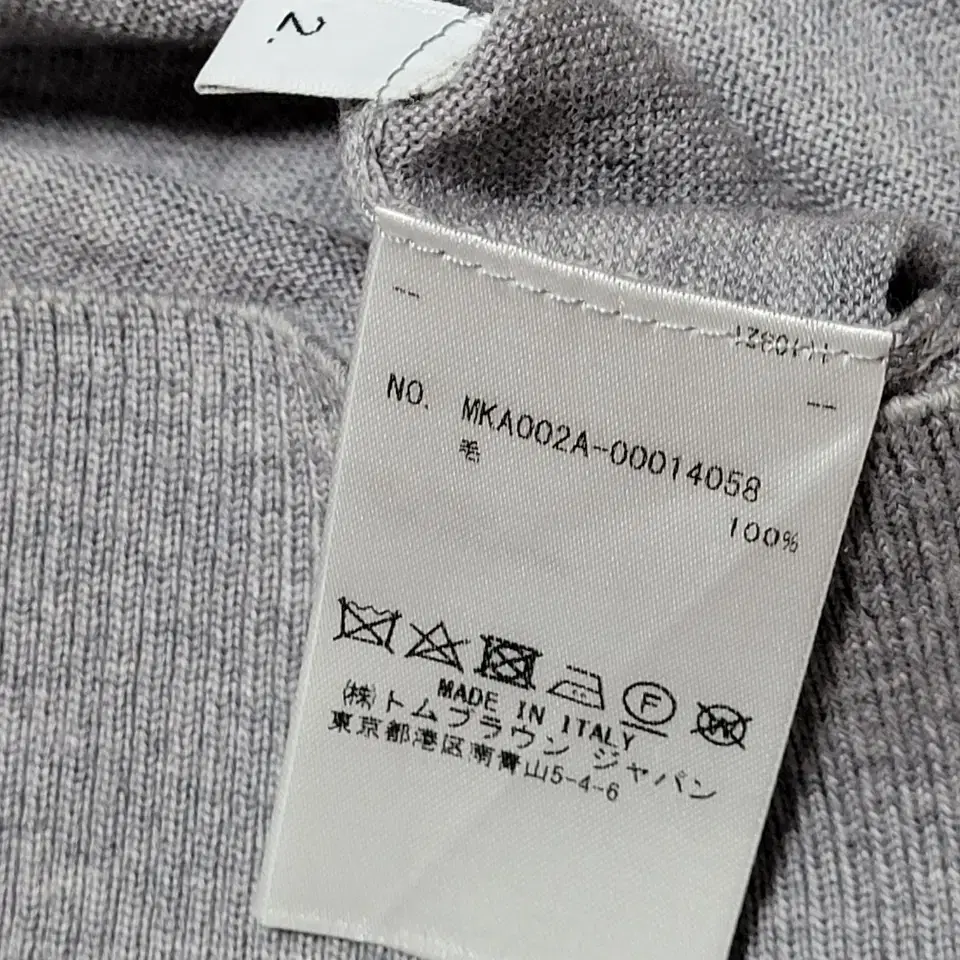 2.
NO. MKA002A-00014058
毛
100%
F
W
MADE IN ITALY
(株)トムブラウン ジャパン
東京都港区南青山5-4-6